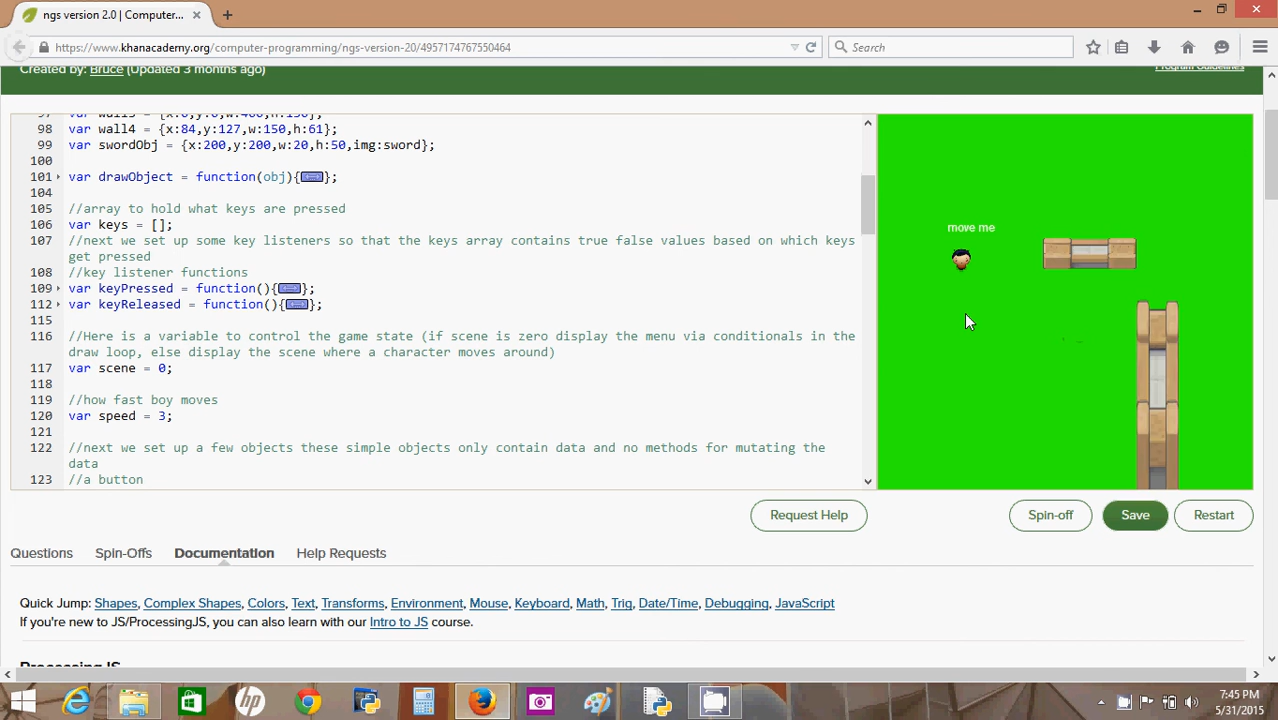 ngs version 2.0 | Computer...
https://www.khanacademy.org/computer-programming/ngs-version-20/4957174767550464
Search
Created by: Bruce (Updated 3 months ago)
Program Guidelines
98 var wall4 = {x:84,y:127,w:150,h:61};
99 var swordObj = {x:200,y:200,w:20,h:50,img:sword};
100
101 var drawObject = function(obj){};
104
105 //array to hold what keys are pressed
106 var keys = [];
107 //next we set up some key listeners so that the keys array contains true false values based on which keys
get pressed
108 //key listener functions
109 var keyPressed = function(){};
112 var keyReleased = function(){};
115
116 //Here is a variable to control the game state (if scene is zero display the menu via conditionals in the
draw loop, else display the scene where a character moves around)
117 var scene = 0;
118
119 //how fast boy moves
120 var speed = 3;
121
122 //next we set up a few objects these simple objects only contain data and no methods for mutating the
data
123 //a button
move me
Request Help
Spin-off
Save
Restart
Questions
Spin-Offs
Documentation
Help Requests
Quick Jump: Shapes, Complex Shapes, Colors, Text, Transforms, Environment, Mouse, Keyboard, Math, Trig, Date/Time, Debugging, JavaScript
If you're new to JS/ProcessingJS, you can also learn with our Intro to JS course.
ProcessingJS
hp
7:45 PM
5/31/2015